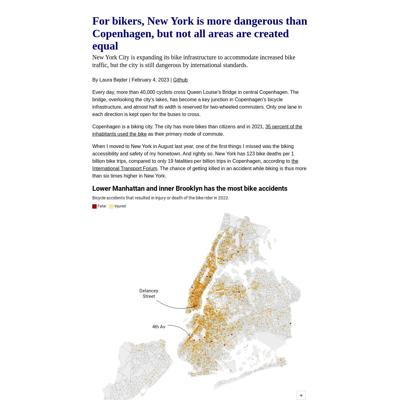 For bikers, New York is more dangerous than
Copenhagen, but not all areas are created
equal
New York City is expanding its bike infrastructure to accommodate increased bike
traffic, but the city is still dangerous by international standards.
By Laura Bejder | February 4, 2023 | Github
Every day, more than 40,000 cyclists cross Queen Louise's Bridge in central Copenhagen. The
bridge, overlooking the city's lakes, has become a key junction in Copenhagen's bicycle
infrastructure, and almost half its width is reserved for two-wheeled commuters. Only one lane in
each direction is kept open for the buses to cross.
Copenhagen is a biking city. The city has more bikes than citizens and in 2021, 35 percent of the
inhabitants used the bike as their primary mode of commute.
When I moved to New York in August last year, one of the first things I missed was the biking
accessibility and safety of my hometown. And rightly so. New York has 123 bike deaths per 1
billion bike trips, compared to only 19 fatalities per billion trips in Copenhagen, according to the
International Transport Forum. The chance of getting killed in an accident while biking is thus more
than six times higher in New York.
Lower Manhattan and inner Brooklyn has the most bike accidents
Bicycle accidents that resulted in injury or death of the bike rider in 2022.
Fatal Injured
Delancey
Street
4th Av
+